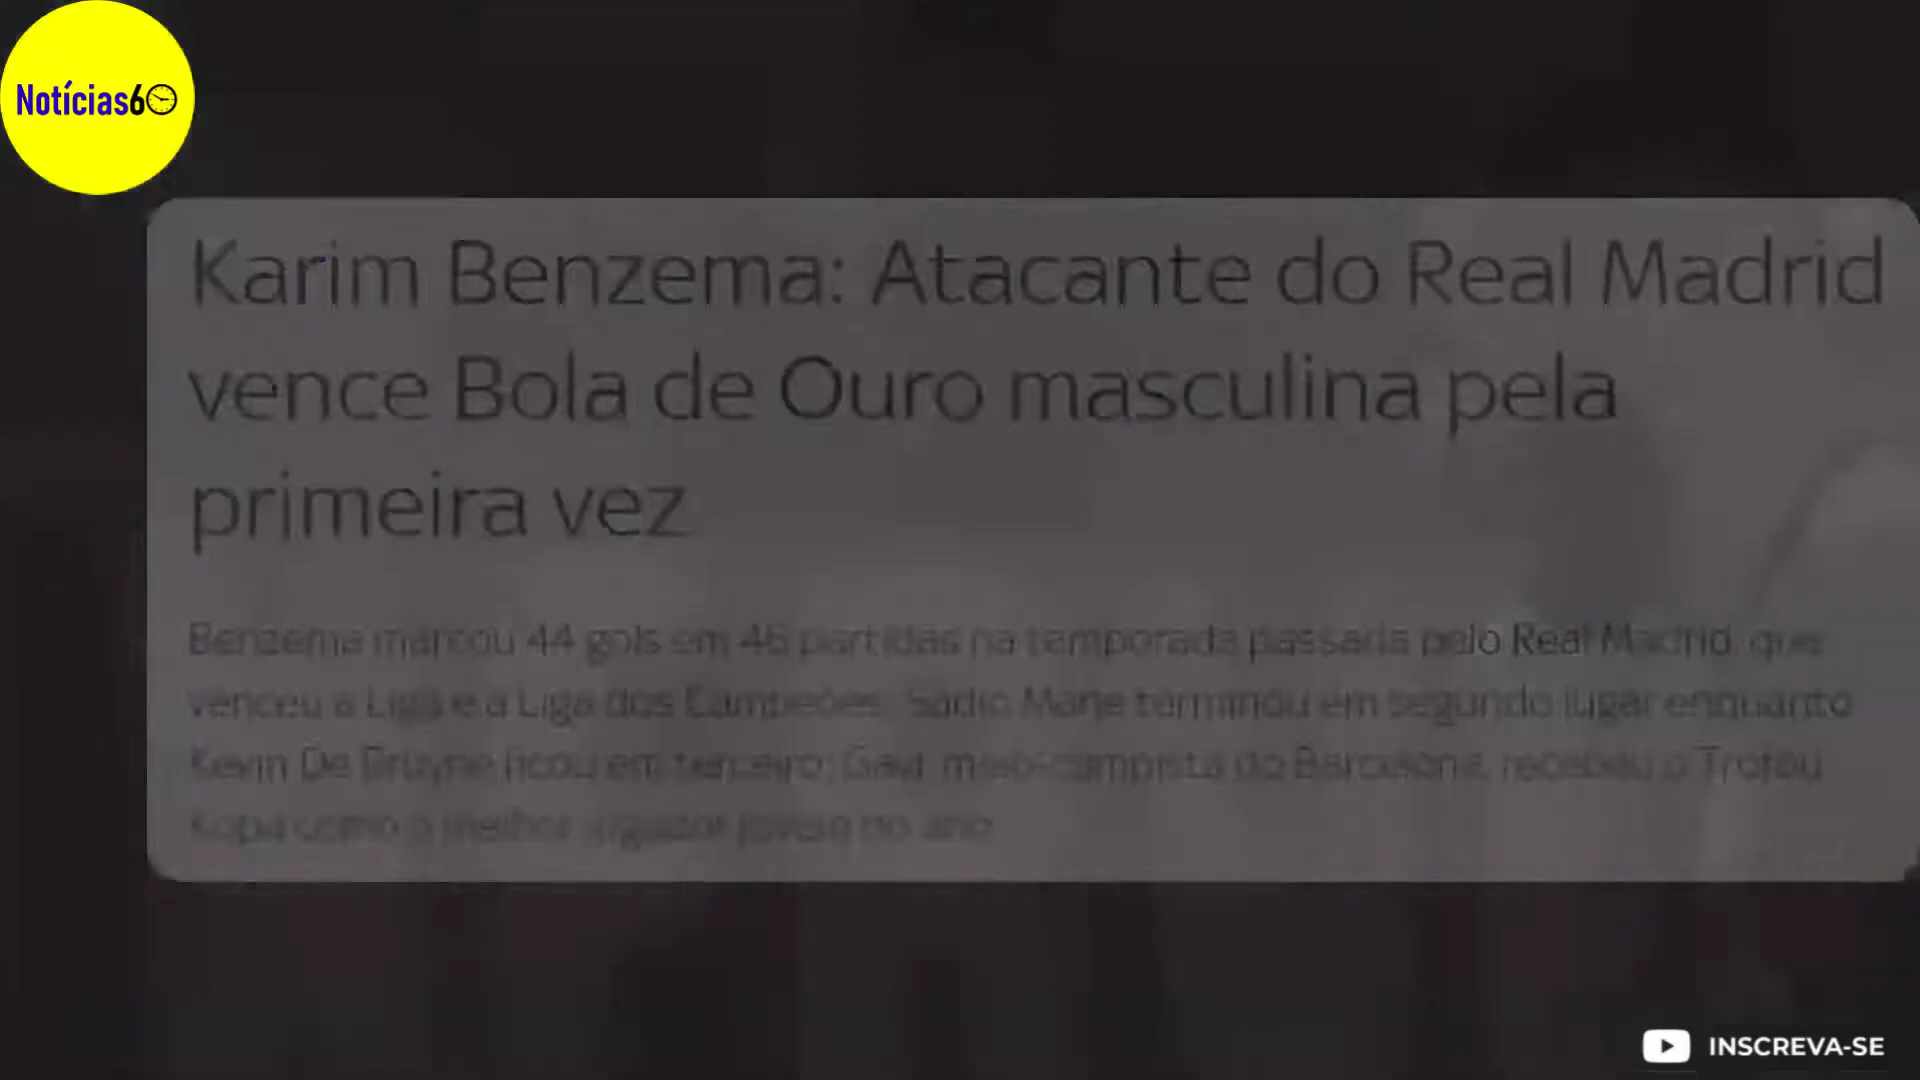 Notícias60
Karim Benzema: Atacante do Real Madrid
vence Bola de Ouro masculina pela
primeira vez
Benzema marcou 44 gols em 46 partidas na temporada passada pelo Real Madrid, que
venceu a Liga e a Liga dos Campeões; Sadio Mane terminou em segundo lugar enquanto
Kevin De Bruyne ficou em terceiro; Gavi, meio-campista do Barcelona, recebeu o Troféu
Kopa como o melhor jogador jovem do ano
INSCREVA-SE